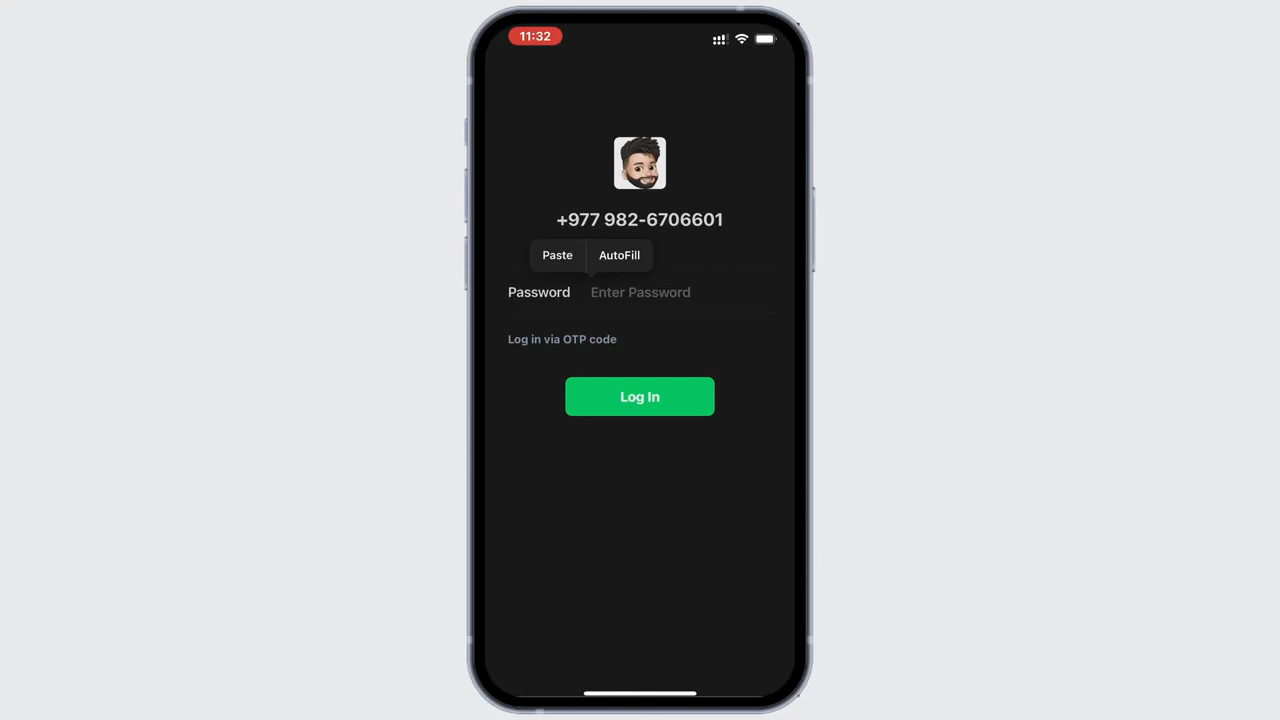 11:32
+977 982-6706601
Paste AutoFill
Password Enter Password
Log in via OTP code
Log In